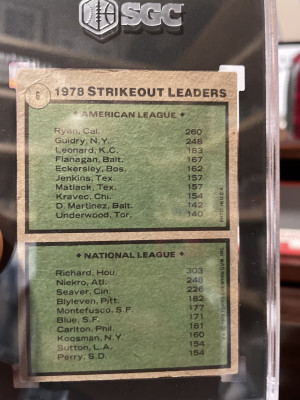 SGC
6
1978 STRIKEOUT LEADERS
AMERICAN LEAGUE
Ryan, Cal. 260
Guidry, N.Y. 248
Leonard, K.C. 183
Flanagan, Balt. 167
Eckersley, Bos. 162
Jenkins, Tex. 157
Matlack, Tex. 157
Kravec, Chi. 154
D. Martinez, Balt. 142
Underwood, Tor. 140
NATIONAL LEAGUE
Richard, Hou. 303
Niekro, Atl. 248
Seaver, Cin. 226
Blyleven, Pitt. 182
Montefusco, S.F. 177
Blue, S.F. 171
Carlton, Phil. 161
Koosman, N.Y. 160
Sutton, L.A. 154
Perry, S.D. 154